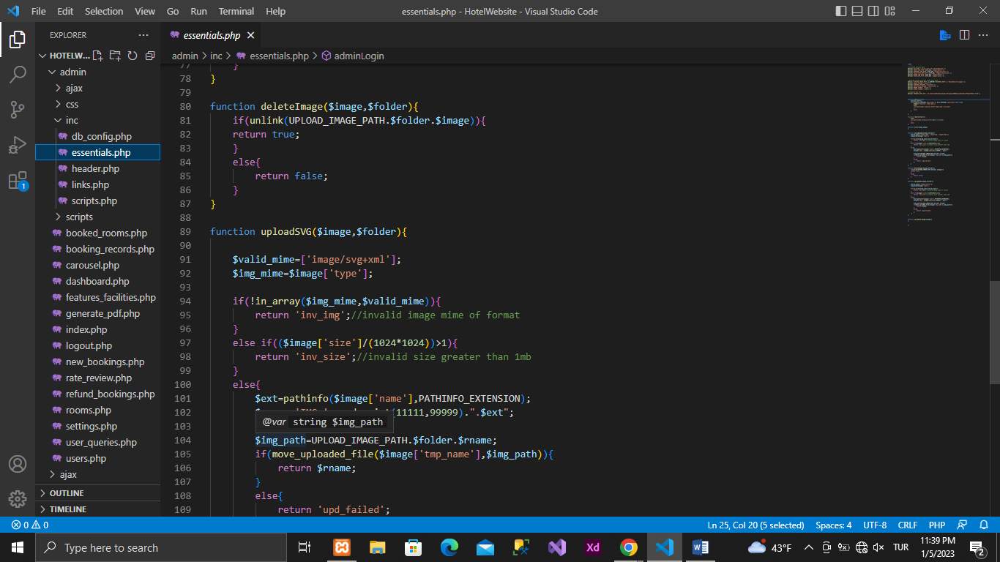 File Edit Selection View Go Run Terminal Help
essentials.php - HotelWebsite - Visual Studio Code
EXPLORER
HOTELW...
admin
ajax
css
inc
db_config.php
essentials.php
header.php
links.php
scripts.php
scripts
booked_rooms.php
booking_records.php
carousel.php
dashboard.php
features_facilities.php
generate_pdf.php
index.php
logout.php
new_bookings.php
rate_review.php
refund_bookings.php
rooms.php
settings.php
user_queries.php
users.php
ajax
OUTLINE
TIMELINE
1
essentials.php
admin > inc > essentials.php > adminLogin
77 }
78 }
79
80 function deleteImage($image,$folder){
81 if(unlink(UPLOAD_IMAGE_PATH.$folder.$image)){
82 return true;
83 }
84 else{
85 return false;
86 }
87 }
88
89 function uploadSVG($image,$folder){
90
91 $valid_mime=['image/svg+xml'];
92 $img_mime=$image['type'];
93
94 if(!in_array($img_mime,$valid_mime)){
95 return 'inv_img';//invalid image mime of format
96 }
97 else if(($image['size']/(1024*1024))>1){
98 return 'inv_size';//invalid size greater than 1mb
99 }
100 else{
101 $ext=pathinfo($image['name'],PATHINFO_EXTENSION);
102 (11111,99999).".$ext";
@var string $img_path
103
104 $img_path=UPLOAD_IMAGE_PATH.$folder.$rname;
105 if(move_uploaded_file($image['tmp_name'],$img_path)){
106 return $rname;
107 }
108 else{
109 return 'upd_failed';
0 0
Ln 25, Col 20 (5 selected) Spaces: 4 UTF-8 CRLF PHP
Type here to search
Xd
43°F
TUR
11:39 PM
1/5/2023
2